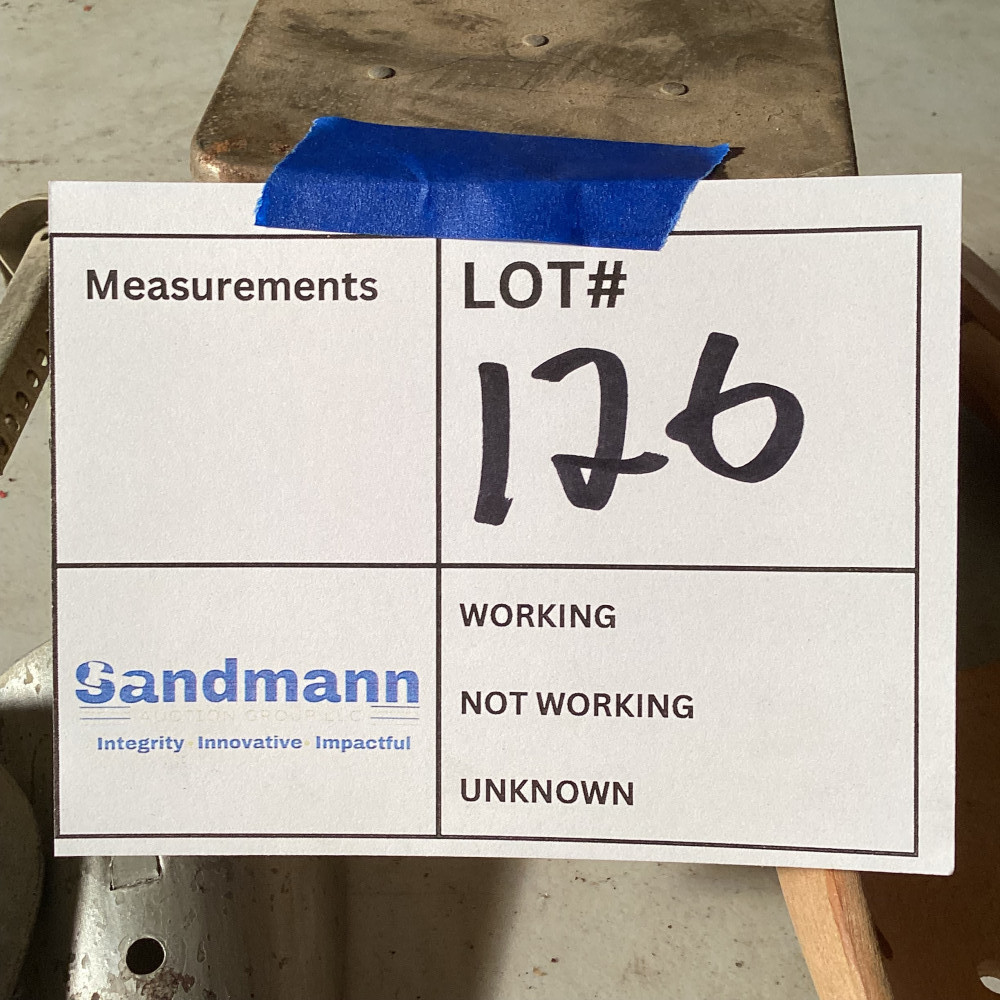 Measurements
LOT#
126
Sandmann
AUCTION GROUP LLC
Integrity Innovative Impactful
WORKING
NOT WORKING
UNKNOWN